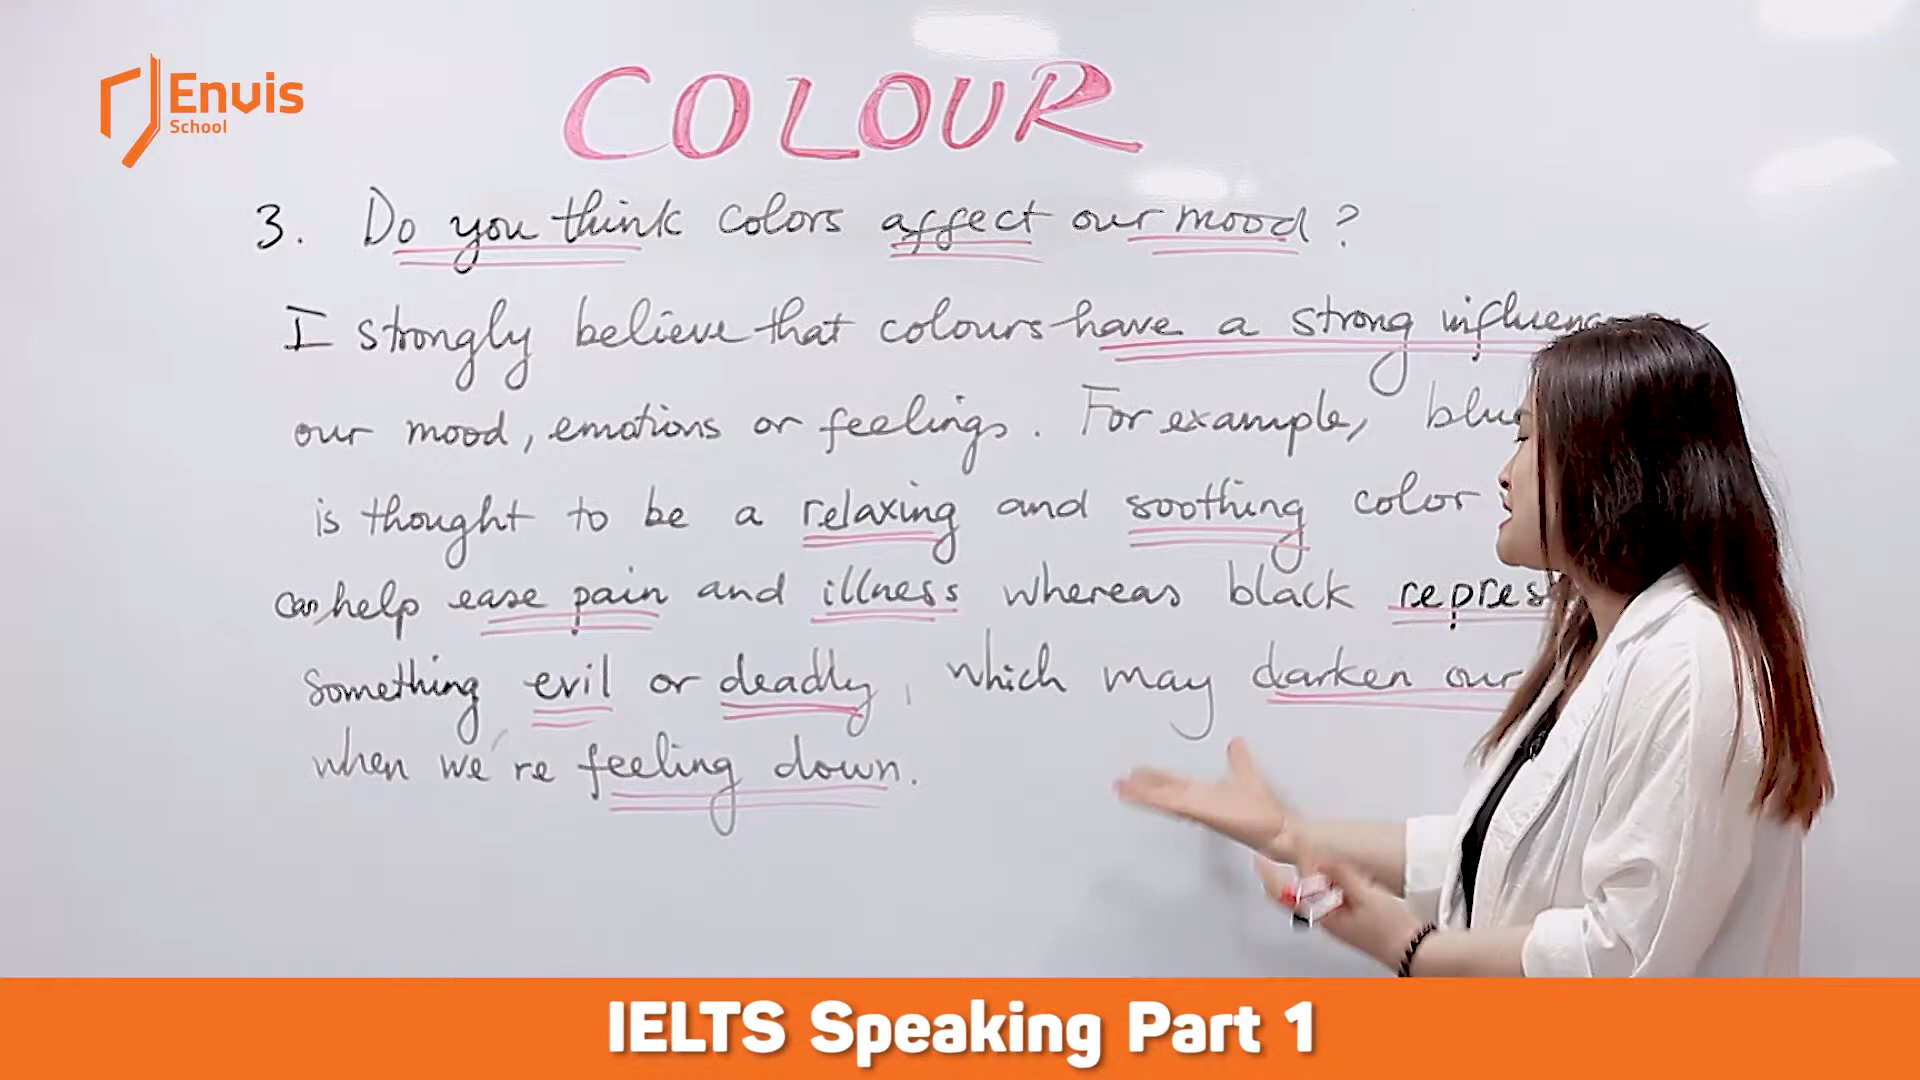 Envis
School
COLOUR
3. Do you think colors affect our mood?
I strongly believe that colours have a strong
our mood, emotions or feelings. For example,
is thought to be a relaxing and soothing color
can help ease pain and illness whereas black
something evil or deadly, which may darken our
when we're feeling down.
IELTS Speaking Part 1